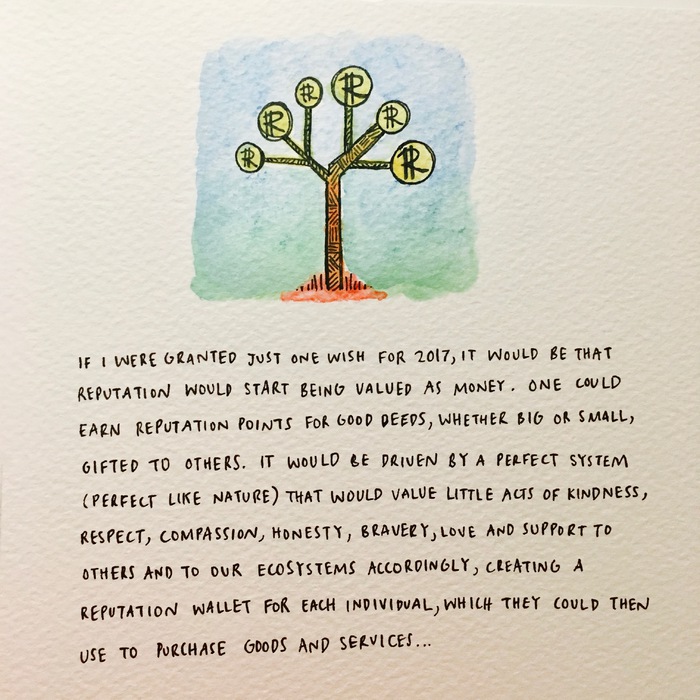 R
R
R
R
R
R
IF I WERE GRANTED JUST ONE WISH FOR 2017, IT WOULD BE THAT
REPUTATION WOULD START BEING VALUED AS MONEY. ONE COULD
EARN REPUTATION POINTS FOR GOOD DEEDS, WHETHER BIG OR SMALL,
GIFTED TO OTHERS. IT WOULD BE DRIVEN BY A PERFECT SYSTEM
(PERFECT LIKE NATURE) THAT WOULD VALUE LITTLE ACTS OF KINDNESS,
RESPECT, COMPASSION, HONESTY, BRAVERY, LOVE AND SUPPORT TO
OTHERS AND TO OUR ECOSYSTEMS ACCORDINGLY, CREATING A
REPUTATION WALLET FOR EACH INDIVIDUAL, WHICH THEY COULD THEN
USE TO PURCHASE GOODS AND SERVICES...